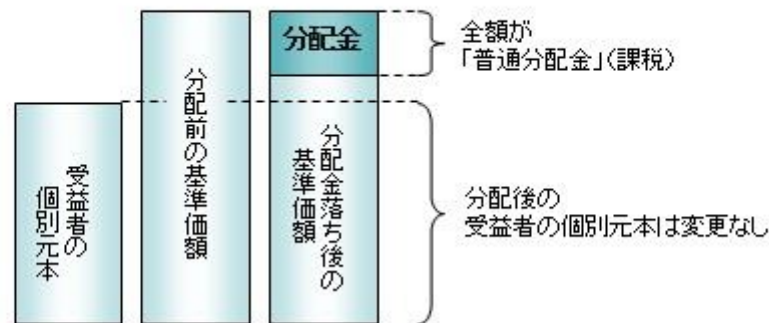 受益者の
個別元本
分配前の基準価額
分配金
分配金落ち後の
基準価額
全額が
「普通分配金」(課税)
分配後の
受益者の個別元本は変更なし